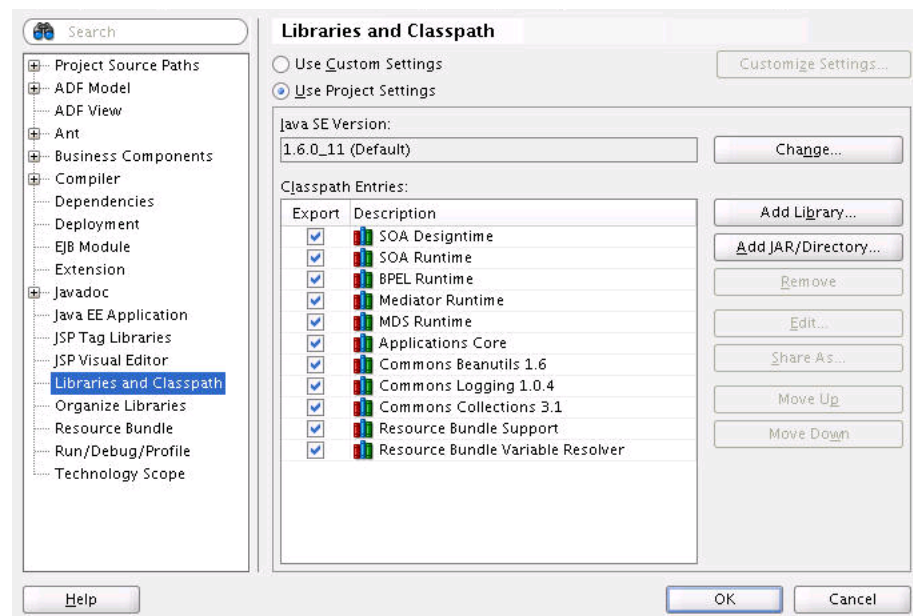 Search
Project Source Paths
ADF Model
ADF View
Ant
Business Components
Compiler
Dependencies
Deployment
EJB Module
Extension
Javadoc
Java EE Application
JSP Tag Libraries
JSP Visual Editor
Libraries and Classpath
Organize Libraries
Resource Bundle
Run/Debug/Profile
Technology Scope
Libraries and Classpath
Use Custom Settings
Customize Settings...
Use Project Settings
Java SE Version:
1.6.0_11 (Default)
Change...
Classpath Entries:
Export Description
SOA Designtime
SOA Runtime
BPEL Runtime
Mediator Runtime
MDS Runtime
Applications Core
Commons Beanutils 1.6
Commons Logging 1.0.4
Commons Collections 3.1
Resource Bundle Support
Resource Bundle Variable Resolver
Add Library...
Add JAR/Directory...
Remove
Edit...
Share As...
Move Up
Move Down
Help
OK
Cancel